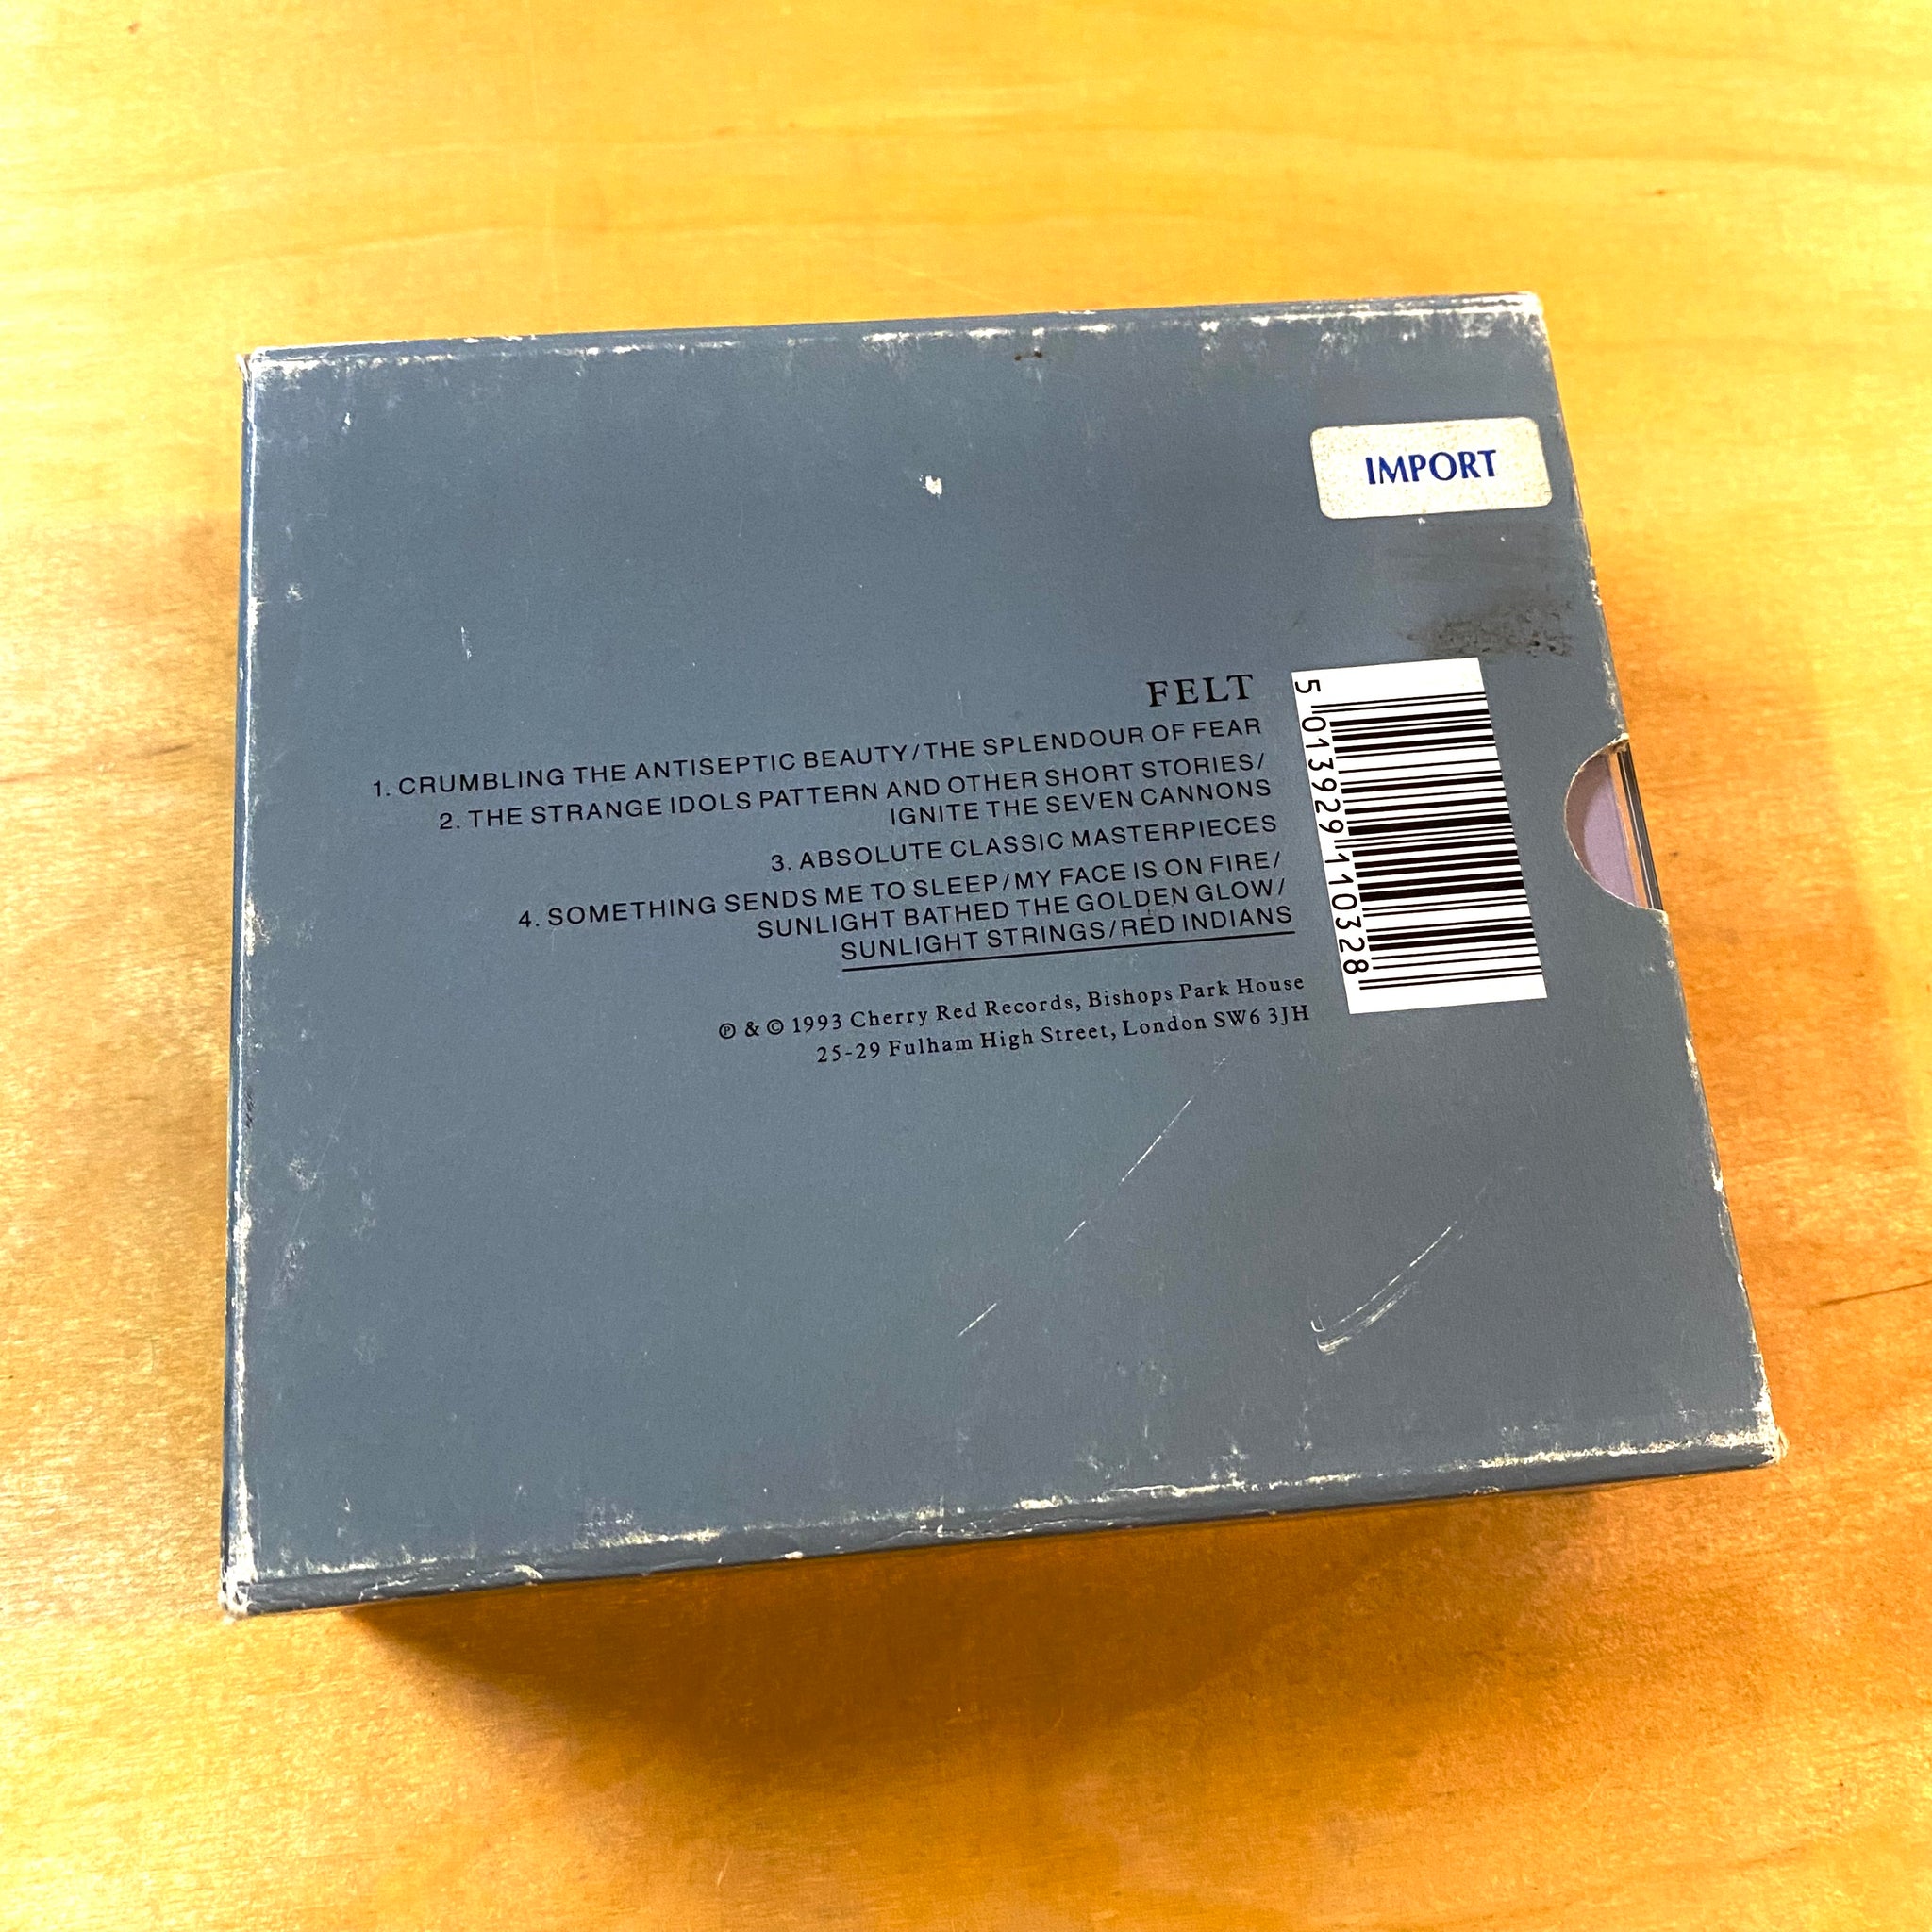 IMPORT
FELT
1. CRUMBLING THE ANTISEPTIC BEAUTY/THE SPLENDOUR OF FEAR
2. THE STRANGE IDOLS PATTERN AND OTHER SHORT STORIES/
IGNITE THE SEVEN CANNONS
3. ABSOLUTE CLASSIC MASTERPIECES
4. SOMETHING SENDS ME TO SLEEP/MY FACE IS ON FIRE/
SUNLIGHT BATHED THE GOLDEN GLOW/
SUNLIGHT STRINGS/RED INDIANS
℗ & © 1993 Cherry Red Records, Bishops Park House
25-29 Fulham High Street, London SW6 3JH
5 013929 110328